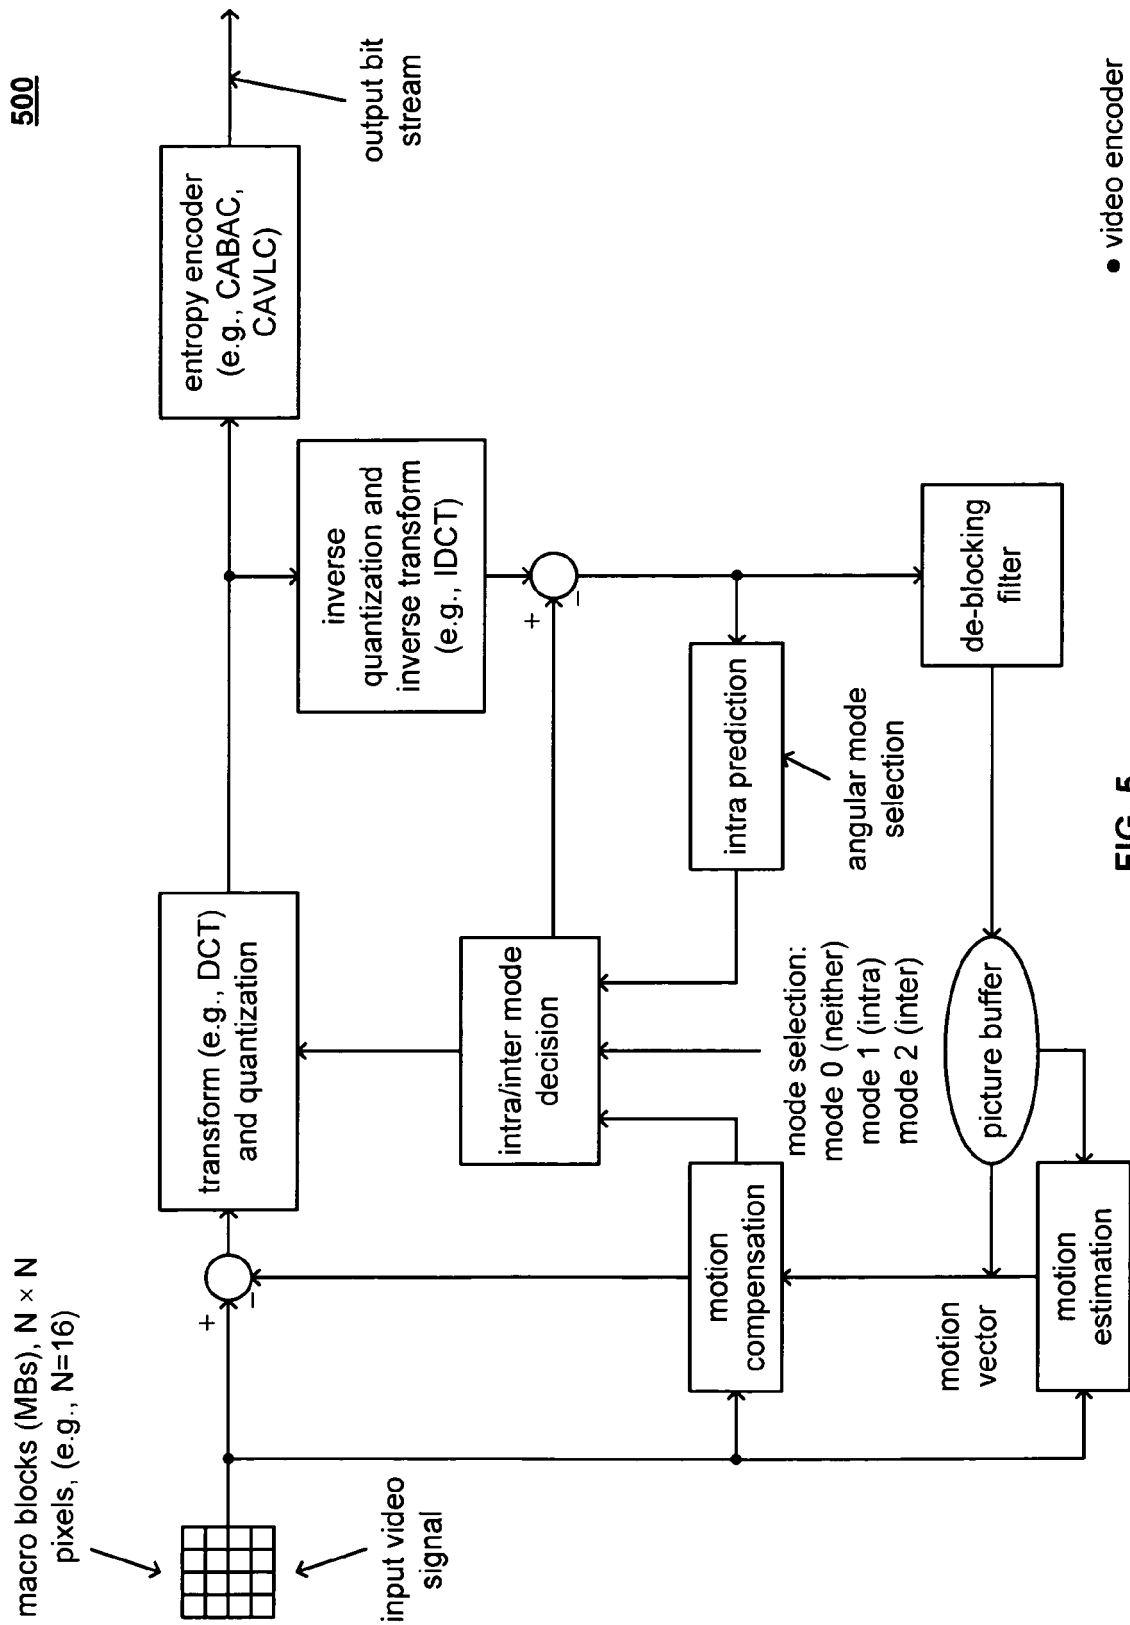 500
macro blocks (MBs), N × N
pixels, (e.g., N=16)
input video
signal
+
−
transform (e.g., DCT)
and quantization
entropy encoder
(e.g., CABAC,
CAVLC)
output bit
stream
inverse
quantization and
inverse transform
(e.g., IDCT)
+
−
intra/inter mode
decision
intra prediction
angular mode
selection
motion
compensation
mode selection:
mode 0 (neither)
mode 1 (intra)
mode 2 (inter)
de-blocking
filter
picture buffer
motion
vector
motion
estimation
FIG. 5
● video encoder